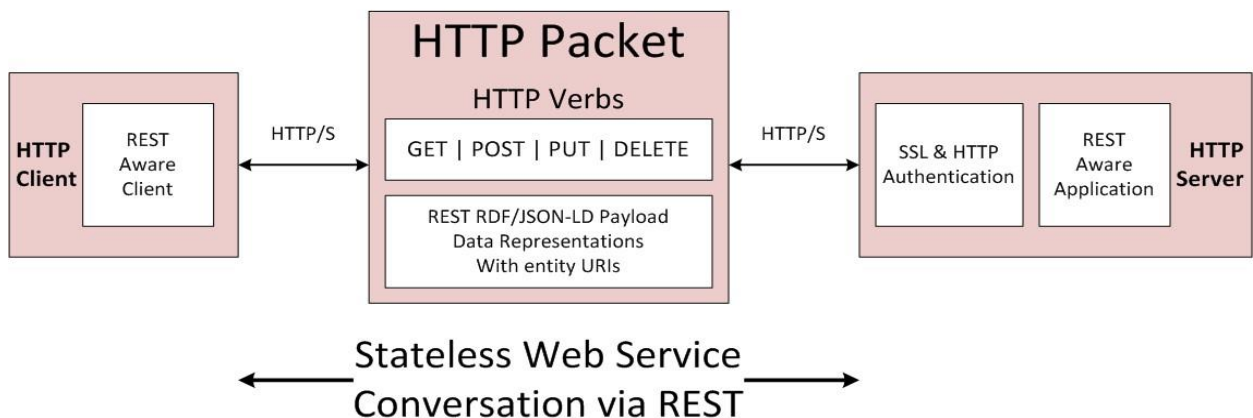 HTTP Packet
HTTP Verbs
GET | POST | PUT | DELETE
REST RDF/JSON-LD Payload
Data Representations
With entity URIs
HTTP
Client
REST
Aware
Client
HTTP/S
HTTP/S
SSL & HTTP
Authentication
REST
Aware
Application
HTTP
Server
Stateless Web Service
Conversation via REST